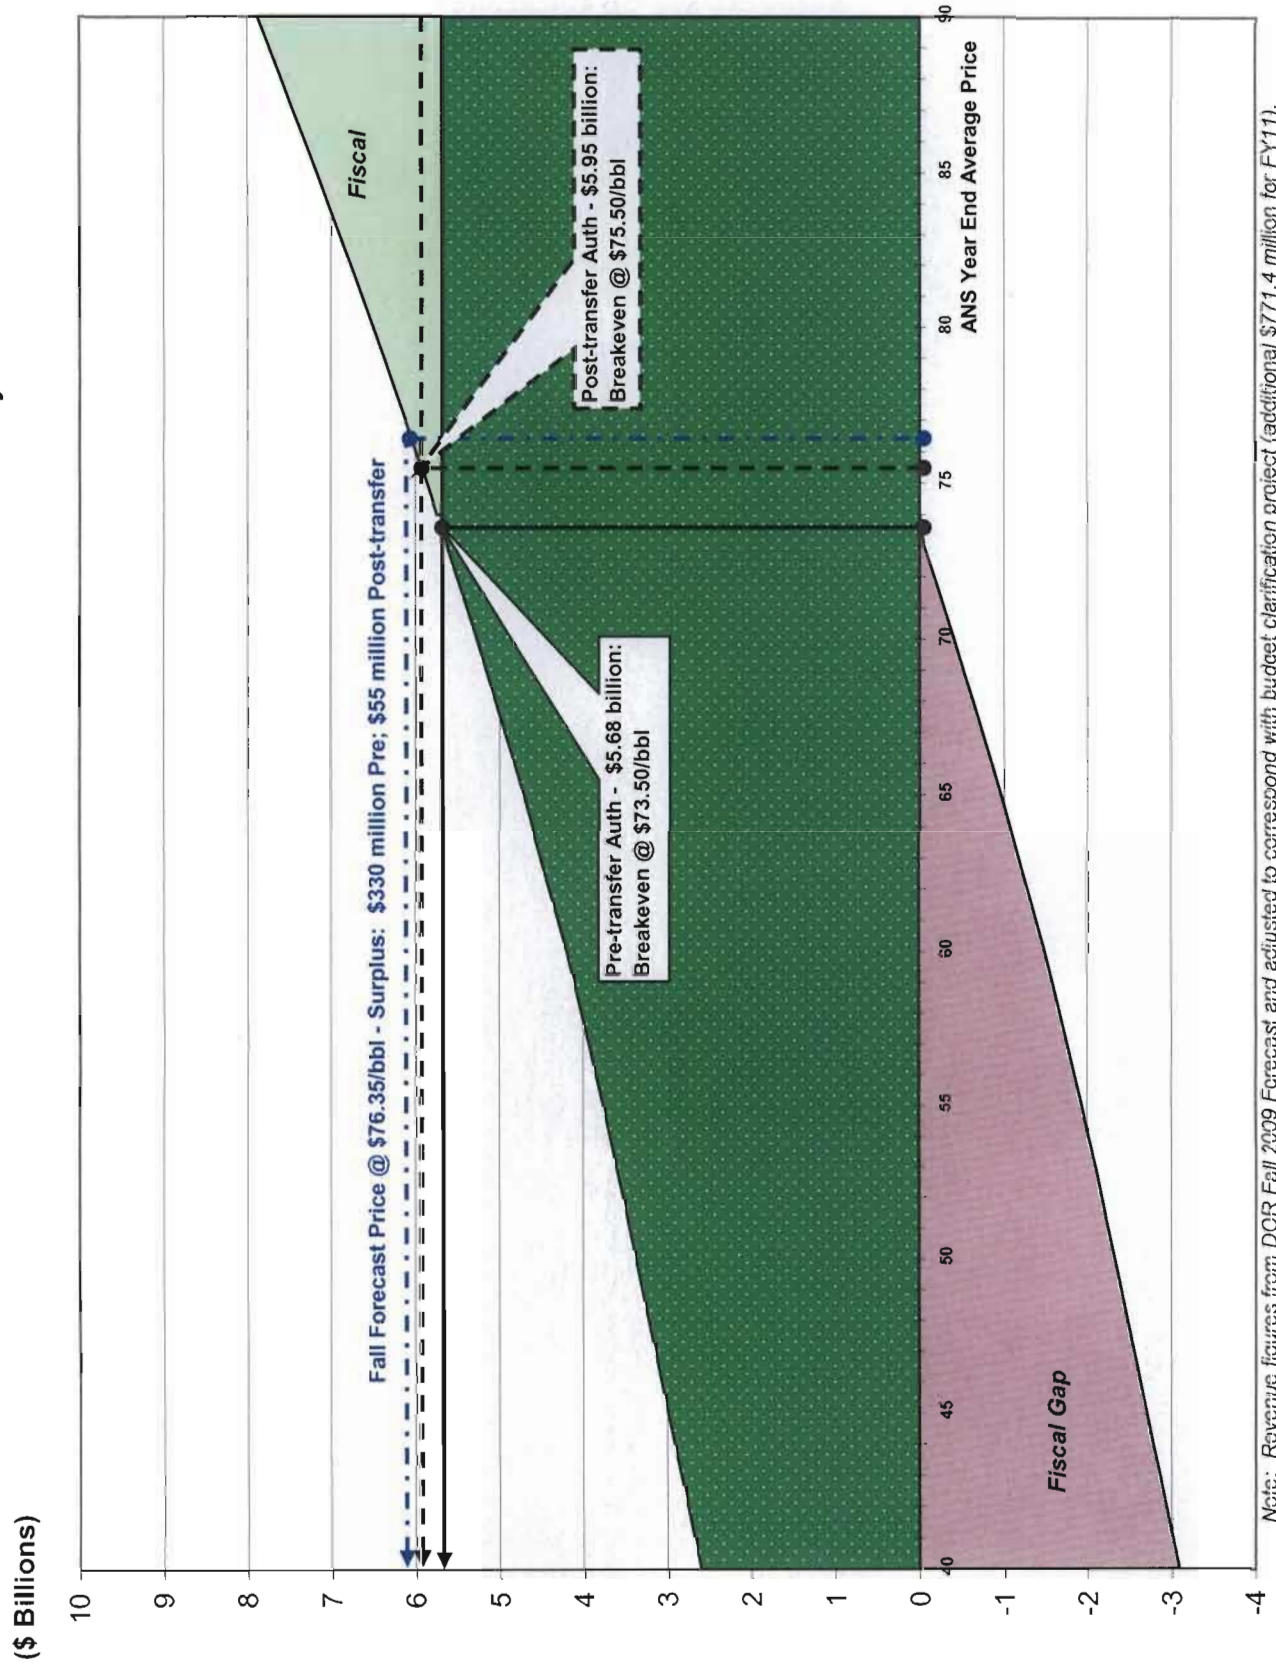 ($ Billions)
10
9
8
7
6
5
4
3
2
1
0
-1
-2
-3
-4
Fall Forecast Price @ $76.35/bbl - Surplus: $330 million Pre; $55 million Post-transfer
Fiscal
Post-transfer Auth - $5.95 billion:
Breakeven @ $75.50/bbl
Pre-transfer Auth - $5.68 billion:
Breakeven @ $73.50/bbl
40 45 50 55 60 65 70 75 80 85 90
ANS Year End Average Price
Fiscal Gap
Note: Revenue figures from DOR Fall 2009 Forecast and adjusted to correspond with budget clarification project (additional $771.4 million for FY11).